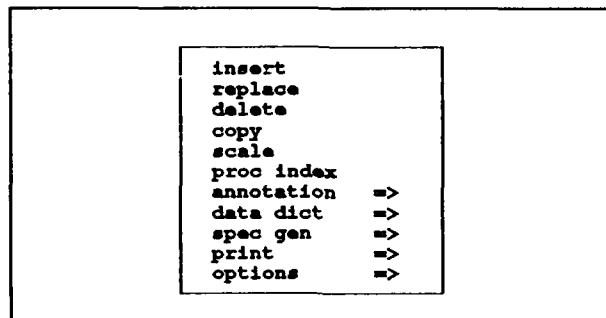 insert
replace
delete
copy
scale
proc index
annotation =>
data dict =>
spec gen =>
print =>
options =>